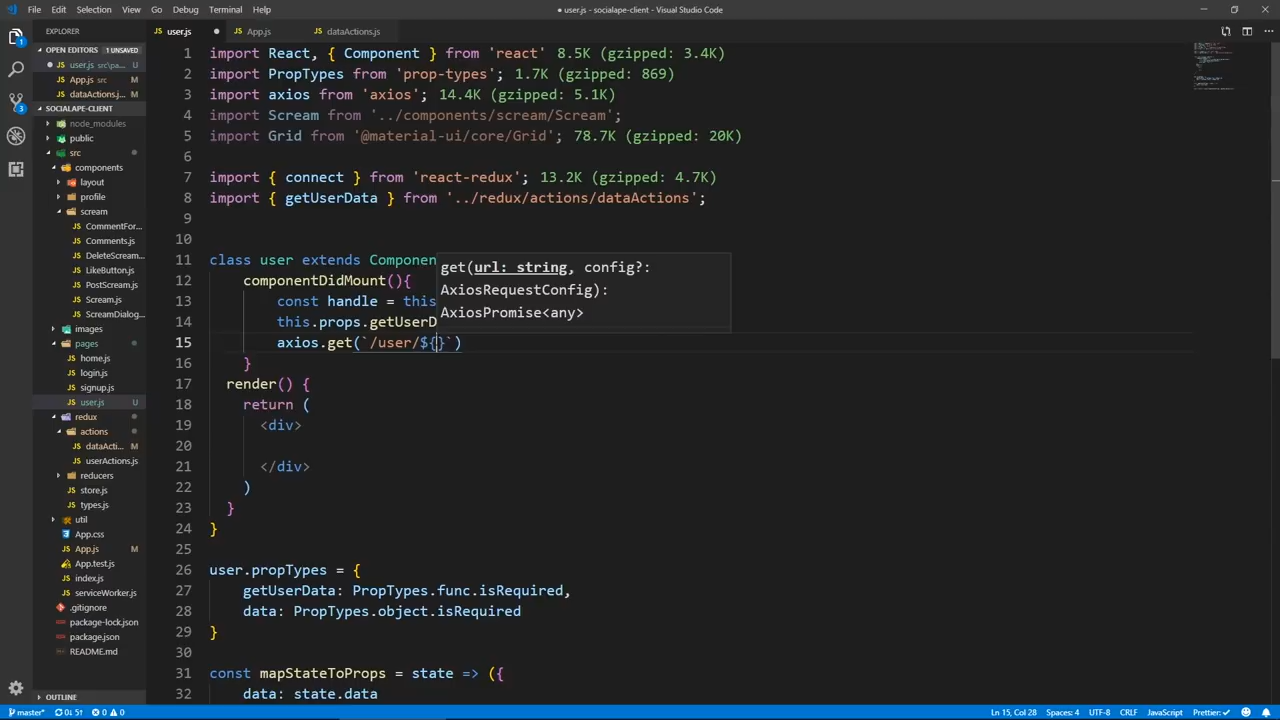 File Edit Selection View Go Debug Terminal Help
● user.js - socialape-client - Visual Studio Code
EXPLORER
OPEN EDITORS 1 UNSAVED
user.js src\pa...
App.js
dataActions.j...
SOCIALAPE-CLIENT
node_modules
public
src
components
layout
profile
scream
CommentFor...
Comments.js
DeleteScream...
LikeButton.js
PostScream.js
Scream.js
ScreamDialog...
images
pages
home.js
login.js
signup.js
user.js U
redux
actions
dataActi... M
userActions.js
reducers
store.js
types.js
util
App.css
App.js M
App.test.js
index.js
serviceWorker.js
.gitignore
package-lock.json
package.json
README.md
OUTLINE
user.js App.js dataActions.js
1 import React, { Component } from 'react' 8.5K (gzipped: 3.4K)
2 import PropTypes from 'prop-types'; 1.7K (gzipped: 869)
3 import axios from 'axios'; 14.4K (gzipped: 5.1K)
4 import Scream from '../components/scream/Scream';
5 import Grid from '@material-ui/core/Grid'; 78.7K (gzipped: 20K)
6
7 import { connect } from 'react-redux'; 13.2K (gzipped: 4.7K)
8 import { getUserData } from '../redux/actions/dataActions';
9
10
11 class user extends Componen
12 componentDidMount(){
13 const handle = this
14 this.props.getUserD
15 axios.get(`/user/${}`)
16 }
17 render() {
18 return (
19 <div>
20
21 </div>
22 )
23 }
24 }
25
26 user.propTypes = {
27 getUserData: PropTypes.func.isRequired,
28 data: PropTypes.object.isRequired
29 }
30
31 const mapStateToProps = state => ({
32 data: state.data
get(url: string, config?:
AxiosRequestConfig):
AxiosPromise<any>
1
3
master* 0↓ 5↑ 0 0
Ln 15, Col 28 Spaces: 4 UTF-8 CRLF JavaScript Prettier: ✓